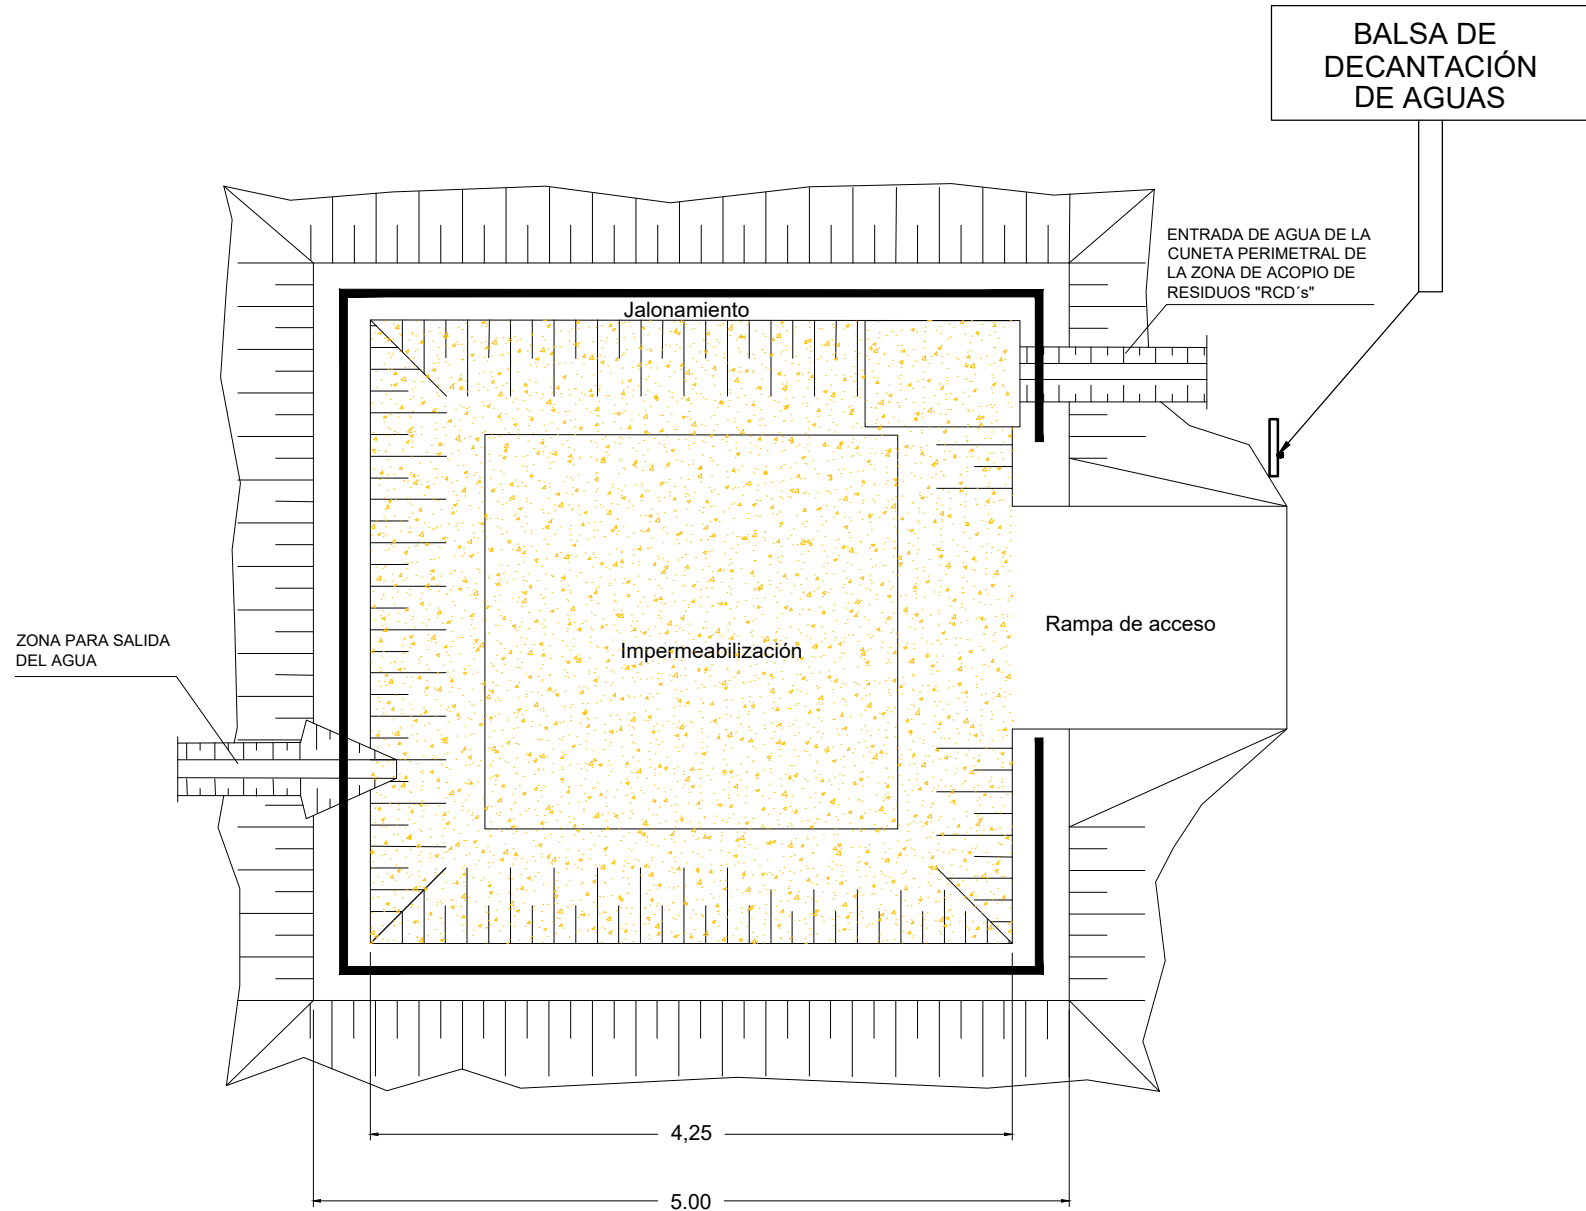 BALSA DE
DECANTACIÓN
DE AGUAS
ENTRADA DE AGUA DE LA
CUNETA PERIMETRAL DE
LA ZONA DE ACOPIO DE
RESIDUOS "RCD´s"
Jalonamiento
Rampa de acceso
Impermeabilización
ZONA PARA SALIDA
DEL AGUA
4,25
5.00